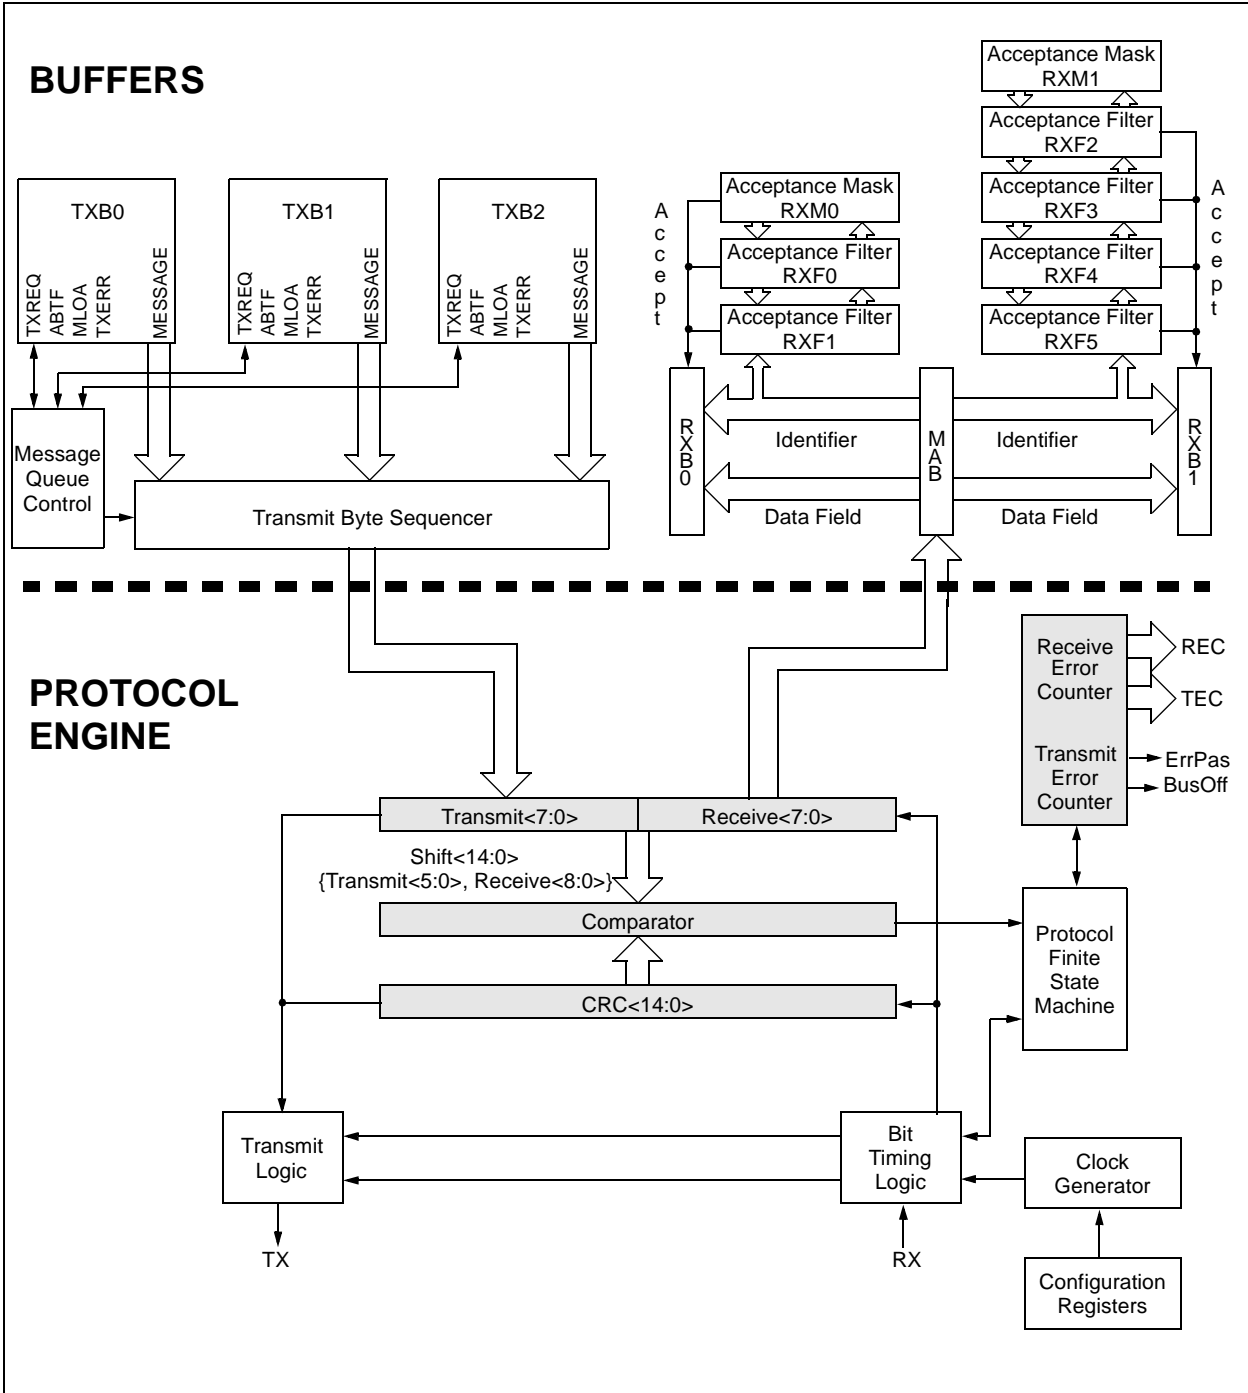 BUFFERS
Acceptance Mask
RXM1
Acceptance Filter
RXF2
Acceptance Filter
RXF3
Acceptance Filter
RXF4
Acceptance Filter
RXF5
Accept
Acceptance Mask
RXM0
Acceptance Filter
RXF0
Acceptance Filter
RXF1
Accept
TXB0
TXREQ
ABTF
MLOA
TXERR
MESSAGE
TXB1
TXREQ
ABTF
MLOA
TXERR
MESSAGE
TXB2
TXREQ
ABTF
MLOA
TXERR
MESSAGE
Message
Queue
Control
Transmit Byte Sequencer
RXB0
Identifier
Data Field
MAB
Identifier
Data Field
RXB1
PROTOCOL
ENGINE
Receive
Error
Counter
Transmit
Error
Counter
REC
TEC
ErrPas
BusOff
Transmit<7:0>
Receive<7:0>
Shift<14:0>
{Transmit<5:0>, Receive<8:0>}
Comparator
CRC<14:0>
Protocol
Finite
State
Machine
Transmit
Logic
Bit
Timing
Logic
Clock
Generator
TX
RX
Configuration
Registers